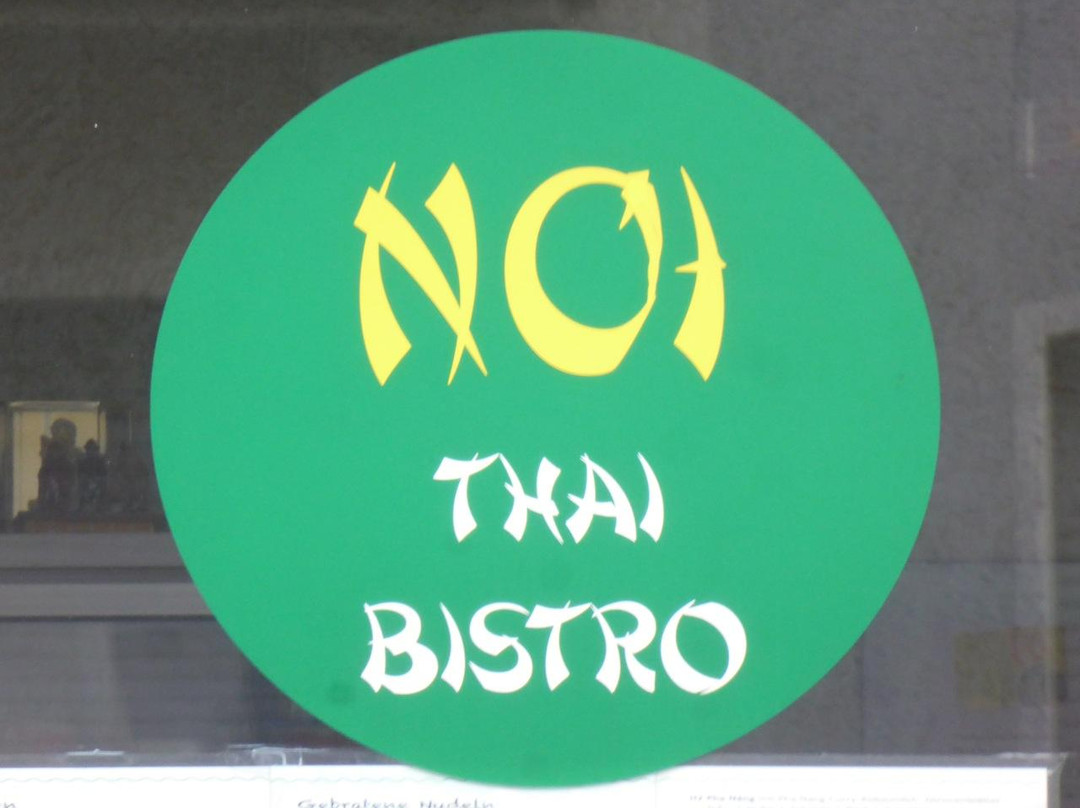 NOI
THAI
BISTRO
Gebratene Nudeln